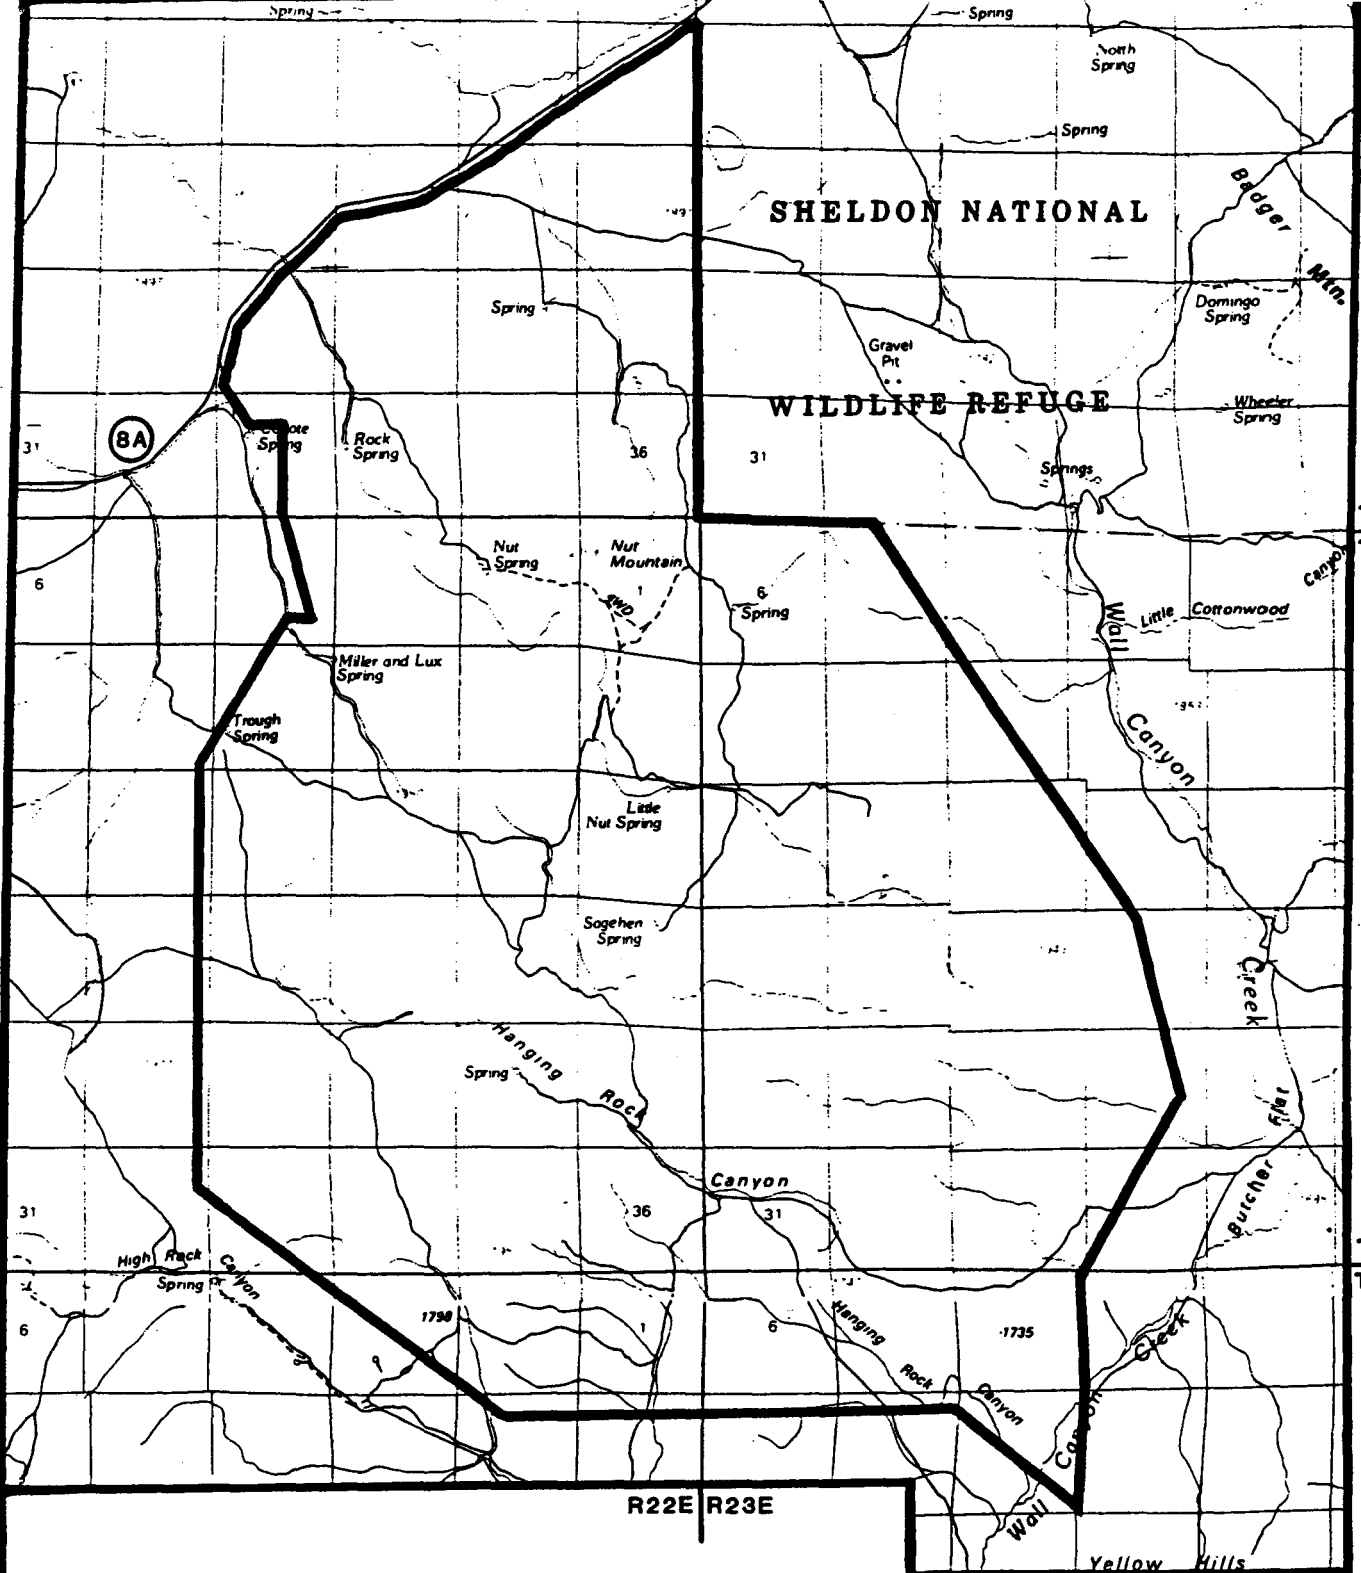 Spring
Spring
North
Spring
Spring
Badger
Mtn.
SHELDON NATIONAL
WILDLIFE REFUGE
Spring
Domingo
Spring
Gravel
Pit
Wheeler
Spring
8A
31
Spring
Rock
Spring
36
31
Springs
Nut
Spring
Nut
Mountain
6
1
6
4WD
Spring
Canyon
Little Cottonwood
Wall
Canyon
Creek
Miller and Lux
Spring
Trough
Spring
Little
Nut Spring
Sogehen
Spring
Hanging
Rock
Canyon
Spring
31
36
31
Butcher
Flat
High Rock
Canyon
Spring
6
1798
1
6
Hanging
Rock
Canyon
1735
Creek
Canyon
Wall
R22E R23E
Yellow Hills